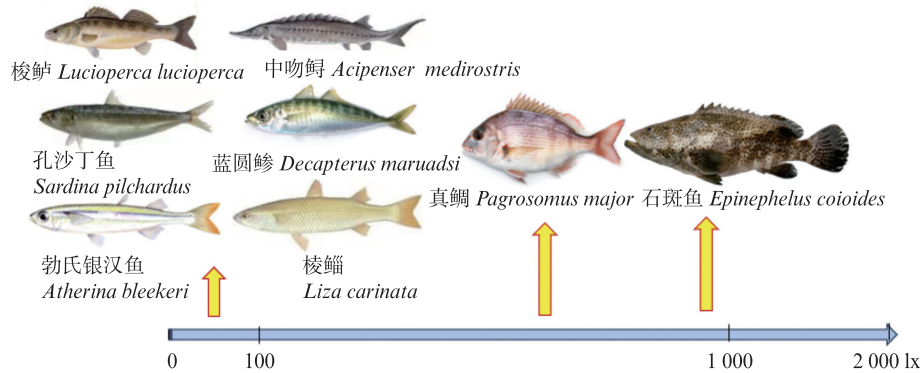 梭鲈 Lucioperca lucioperca
中吻鲟 Acipenser medirostris
孔沙丁鱼
Sardina pilchardus
蓝圆鲹 Decapterus maruadsi
真鲷 Pagrosomus major
石斑鱼 Epinephelus coioides
勃氏银汉鱼
Atherina bleekeri
棱鲻
Liza carinata
0 100 1 000 2 000 lx